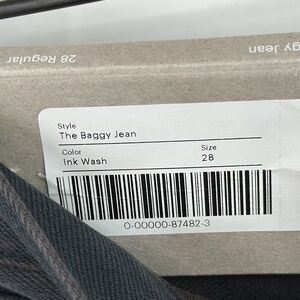 28 Regular
gy Jean
Style
The Baggy Jean
Color Size
Ink Wash 28
0-00000-87482-3